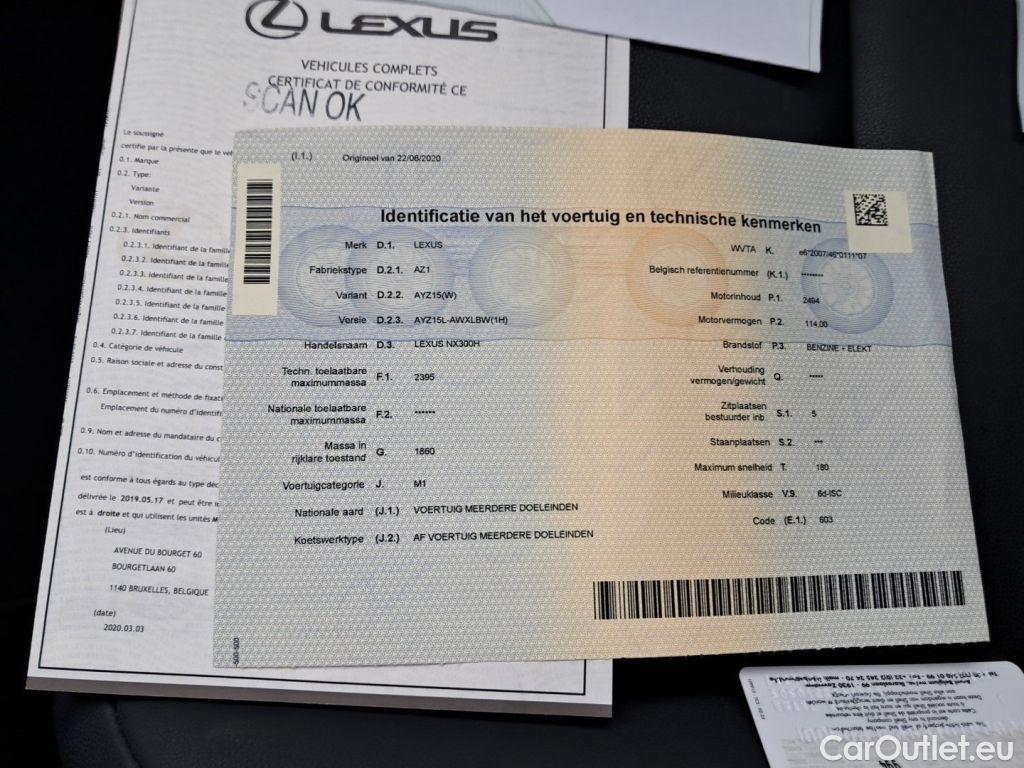 LEXUS
VEHICULES COMPLETS
CERTIFICAT DE CONFORMITÉ CE
SCAN OK
Le soussigné
certifie par la présente que le
0.1. Marque
0.2. Type:
Variante
Version
0.2.1. Nom commercial
0.2.3. Identifiants
0.2.3.1. Identifiant de la famille
0.2.3.2. Identifiant de la famille
0.2.3.3. Identifiant de la famille
0.2.3.4. Identifiant de la famille
0.2.3.5. Identifiant de la famille
0.2.3.6. Identifiant de la famille
0.2.3.7. Identifiant de la famille
0.4. Catégorie de véhicule
0.5. Raison sociale et adresse du
0.6. Emplacement et méthode de
Emplacement du numéro
0.9. Nom et adresse du mandataire du
0.10. Numéro d'identification du
est conforme à tous égards au type
délivrée le 2019.05.17 et peut être
est à droite et qui utilisent les unités
(Lieu)
AVENUE DU BOURGET 60
BOURGETLAAN 60
1140 BRUXELLES, BELGIQUE
(date)
2020.03.03
(I.1.) Origineel van 22/06/2020
Identificatie van het voertuig en technische kenmerken
Merk D.1. LEXUS
Fabriekstype D.2.1. AZ1
Variant D.2.2. AYZ15(W)
Versie D.2.3. AYZ15L-AWXLBW(1H)
Handelsnaam D.3 LEXUS NX300H
Techn. toelaatbare
maximummassa F.1. 2395
Nationale toelaatbare
maximummassa F.2. ******
Massa in
rijklare toestand G. 1860
Voertuigcategorie J. M1
Nationale aard (J.1.) VOERTUIG MEERDERE DOELEINDEN
Koetswerktype (J.2.) AF VOERTUIG MEERDERE DOELEINDEN
WVTA K. e6*2007/46*0111*07
Belgisch referentienummer (K.1.) ********
Motorinhoud P.1. 2494
Motorvermogen P.2. 114,00
Brandstof P.3. BENZINE + ELEKT
Verhouding
vermogen/gewicht Q. *****
Zitplaatsen
bestuurder inb. S.1. 5
Staanplaatsen S.2. ***
Maximum snelheid T. 180
Milieuklasse V.9. 6d-ISC
Code (E.1.) 603
CarOutlet.eu